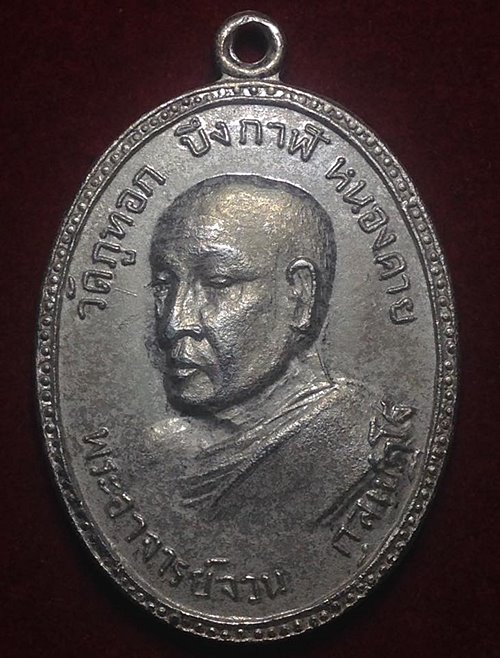 วัดภูทอก บึงกาฬ หนองคาย
พระอาจารย์จวน กุลเชฏโฐ